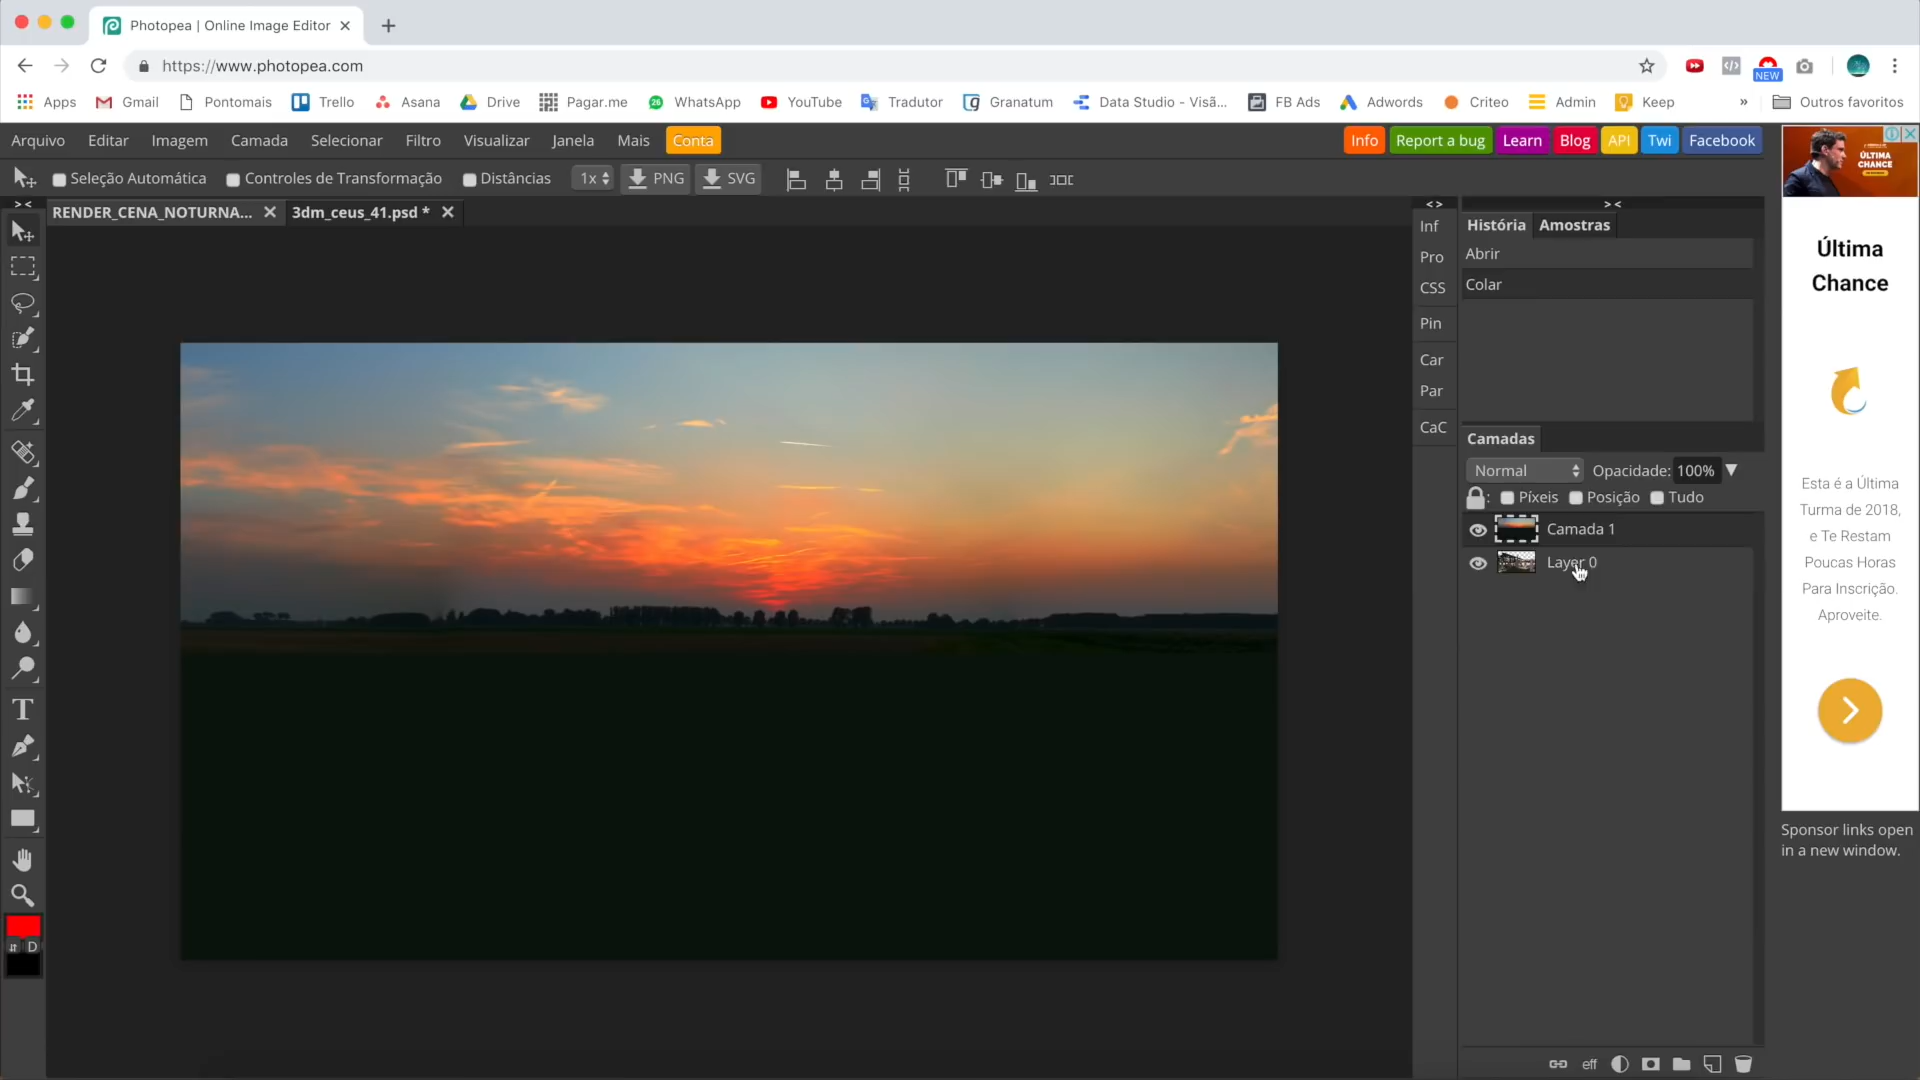 Photopea | Online Image Editor
https://www.photopea.com
NEW
Apps Gmail Pontomais Trello Asana Drive Pagar.me WhatsApp YouTube Tradutor Granatum Data Studio - Visã... FB Ads Adwords Criteo Admin Keep » Outros favoritos
Arquivo Editar Imagem Camada Selecionar Filtro Visualizar Janela Mais Conta Info Report a bug Learn Blog API Twi Facebook
Seleção Automática Controles de Transformação Distâncias 1x PNG SVG
RENDER_CENA_NOTURNA... 3dm_ceus_41.psd *
Inf
Pro
CSS
Pin
Car
Par
CaC
História Amostras
Abrir
Colar
Camadas
Normal Opacidade: 100%
: Píxeis Posição Tudo
Camada 1
Layer 0
eff
D
ÚLTIMA
CHANCE
Última
Chance
Esta é a Última
Turma de 2018,
e Te Restam
Poucas Horas
Para Inscrição.
Aproveite.
Sponsor links open
in a new window.